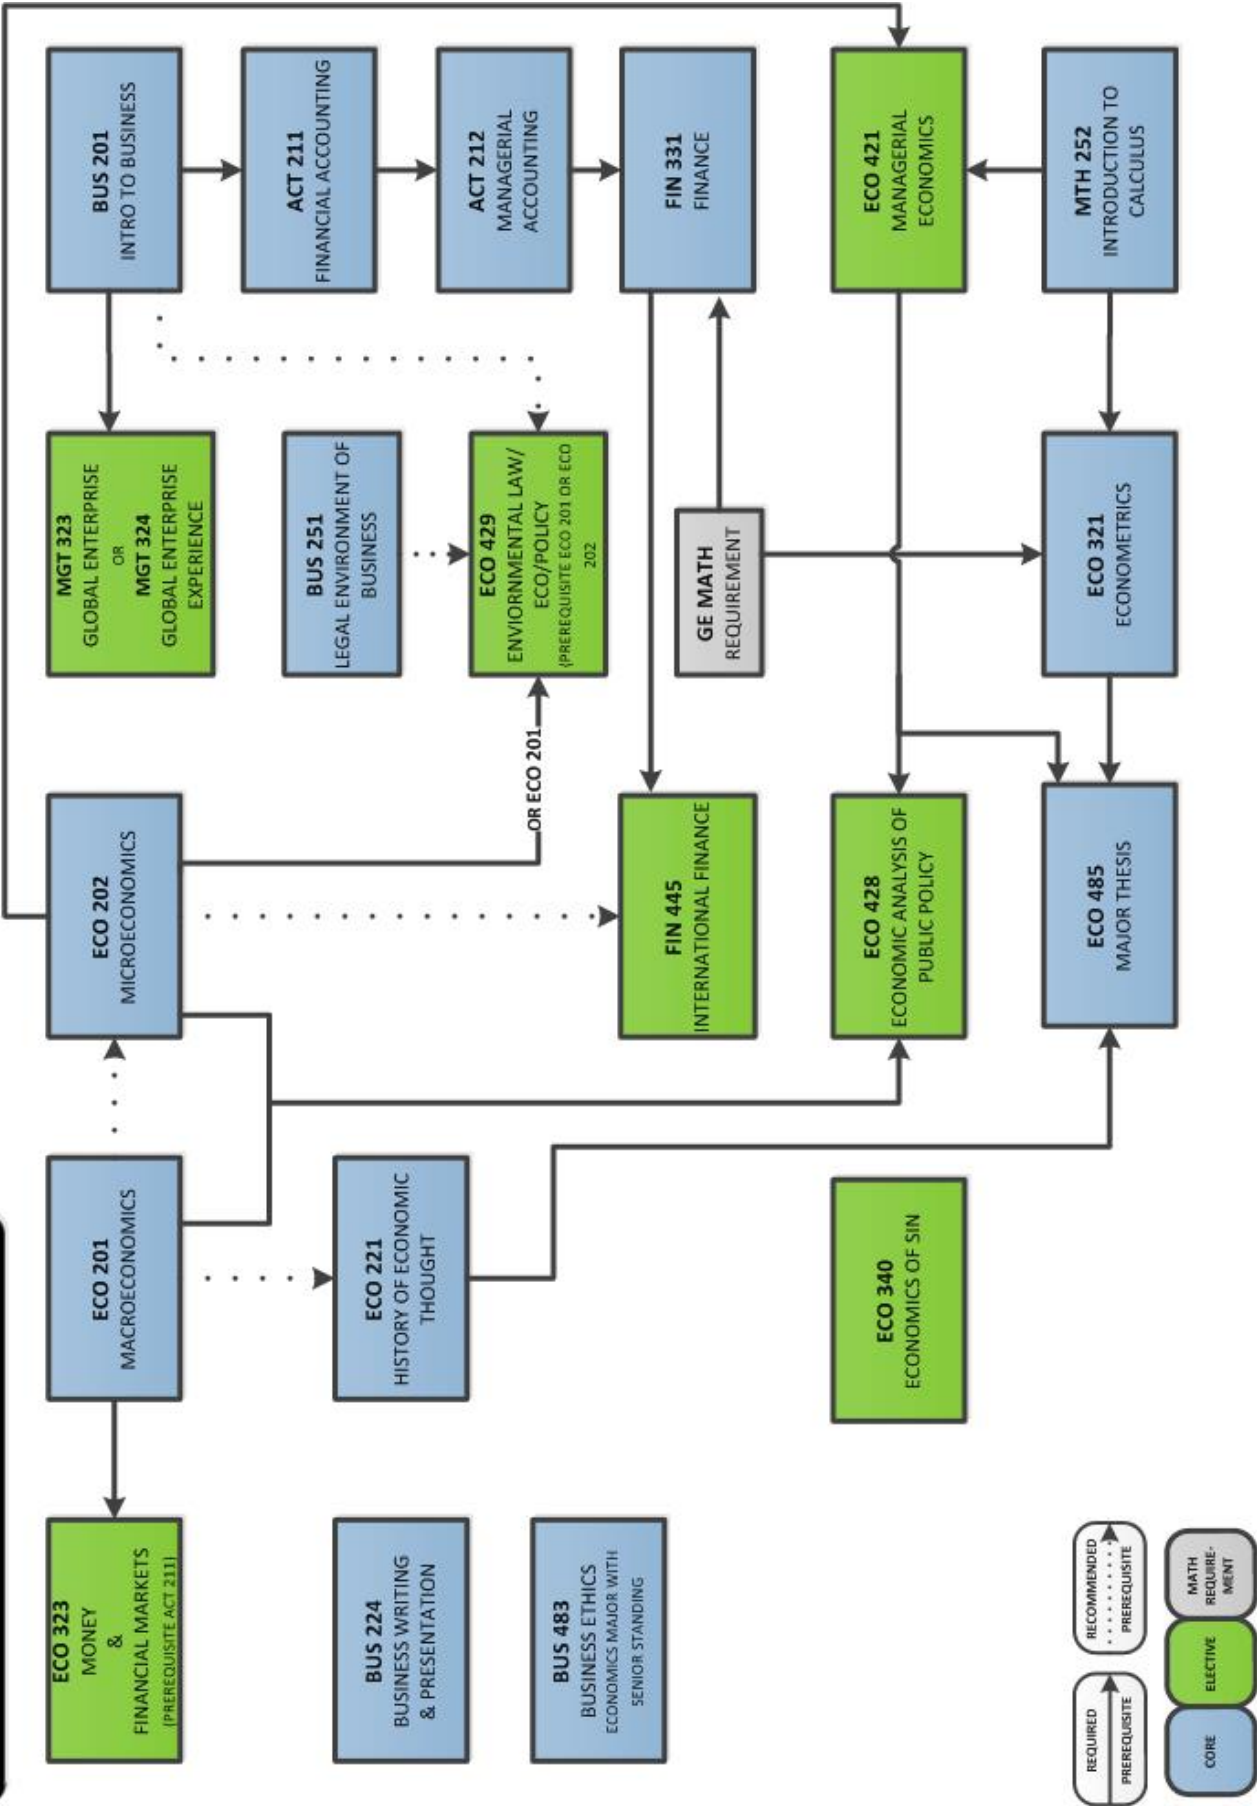 ECO 323
MONEY
&
FINANCIAL MARKETS
(PREREQUISITE ACT 211)
ECO 201
MACROECONOMICS
ECO 202
MICROECONOMICS
MGT 323
GLOBAL ENTERPRISE
OR
MGT 324
GLOBAL ENTERPRISE
EXPERIENCE
BUS 201
INTRO TO BUSINESS
BUS 224
BUSINESS WRITING
& PRESENTATION
ECO 221
HISTORY OF ECONOMIC
THOUGHT
BUS 251
LEGAL ENVIRONMENT OF
BUSINESS
ACT 211
FINANCIAL ACCOUNTING
BUS 483
BUSINESS ETHICS
ECONOMICS MAJOR WITH
SENIOR STANDING
OR ECO 201
ECO 429
ENVIORNMENTAL LAW/
ECO/POLICY
(PREREQUISITE ECO 201 OR ECO
202
ACT 212
MANAGERIAL
ACCOUNTING
FIN 445
INTERNATIONAL FINANCE
GE MATH
REQUIREMENT
FIN 331
FINANCE
ECO 340
ECONOMICS OF SIN
ECO 428
ECONOMIC ANALYSIS OF
PUBLIC POLICY
ECO 421
MANAGERIAL
ECONOMICS
ECO 485
MAJOR THESIS
ECO 321
ECONOMETRICS
MTH 252
INTRODUCTION TO
CALCULUS
REQUIRED
PREREQUISITE
RECOMMENDED
PREREQUISITE
CORE
ELECTIVE
MATH
REQUIRE-
MENT